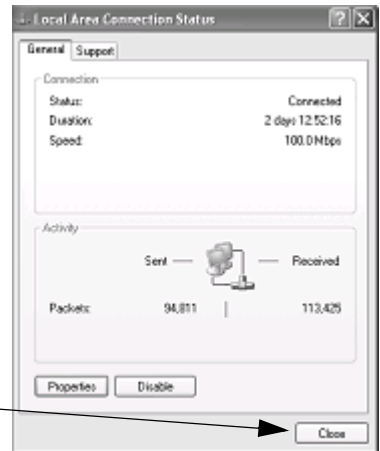 Local Area Connection Status
General Support
Connection
Status: Connected
Duration: 2 days 12:52:16
Speed: 100.0 Mbps
Activity
Sent Received
Packets: 94,811 113,425
Properties Disable
Close